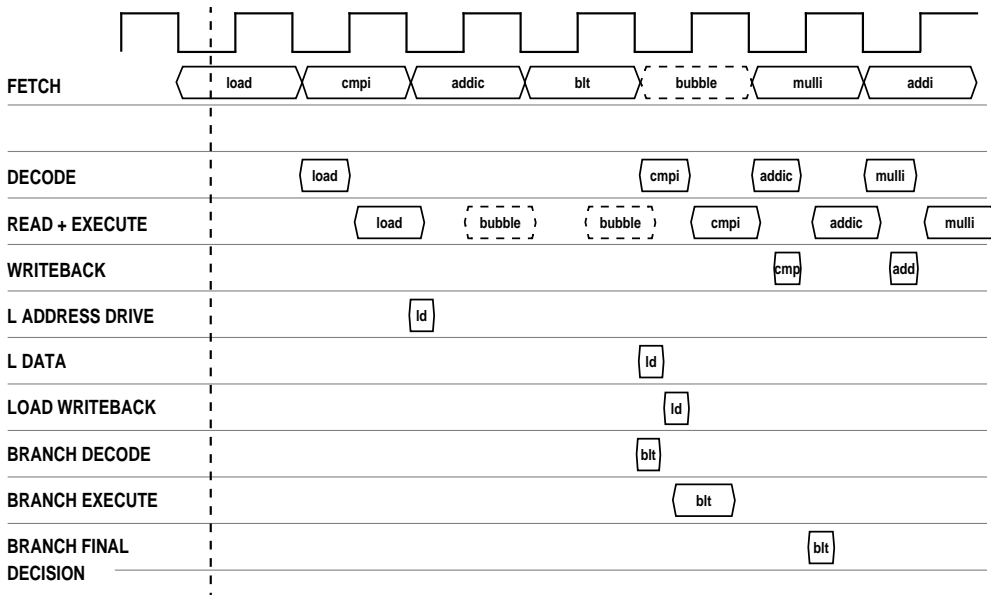 FETCH load cmpi addic blt bubble mulli addi
DECODE load cmpi addic mulli
READ + EXECUTE load bubble bubble cmpi addic mulli
WRITEBACK cmp add
L ADDRESS DRIVE ld
L DATA ld
LOAD WRITEBACK ld
BRANCH DECODE blt
BRANCH EXECUTE blt
BRANCH FINAL blt
DECISION